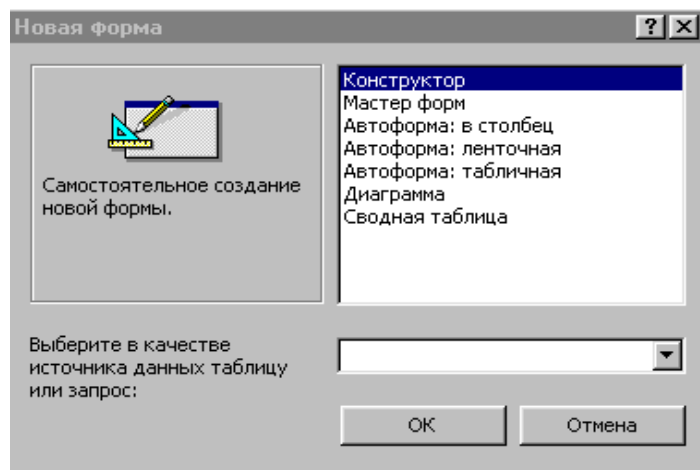 Новая форма
Самостоятельное создание
новой формы.
Конструктор
Мастер форм
Автоформа: в столбец
Автоформа: ленточная
Автоформа: табличная
Диаграмма
Сводная таблица
Выберите в качестве
источника данных таблицу
или запрос:
ОК
Отмена